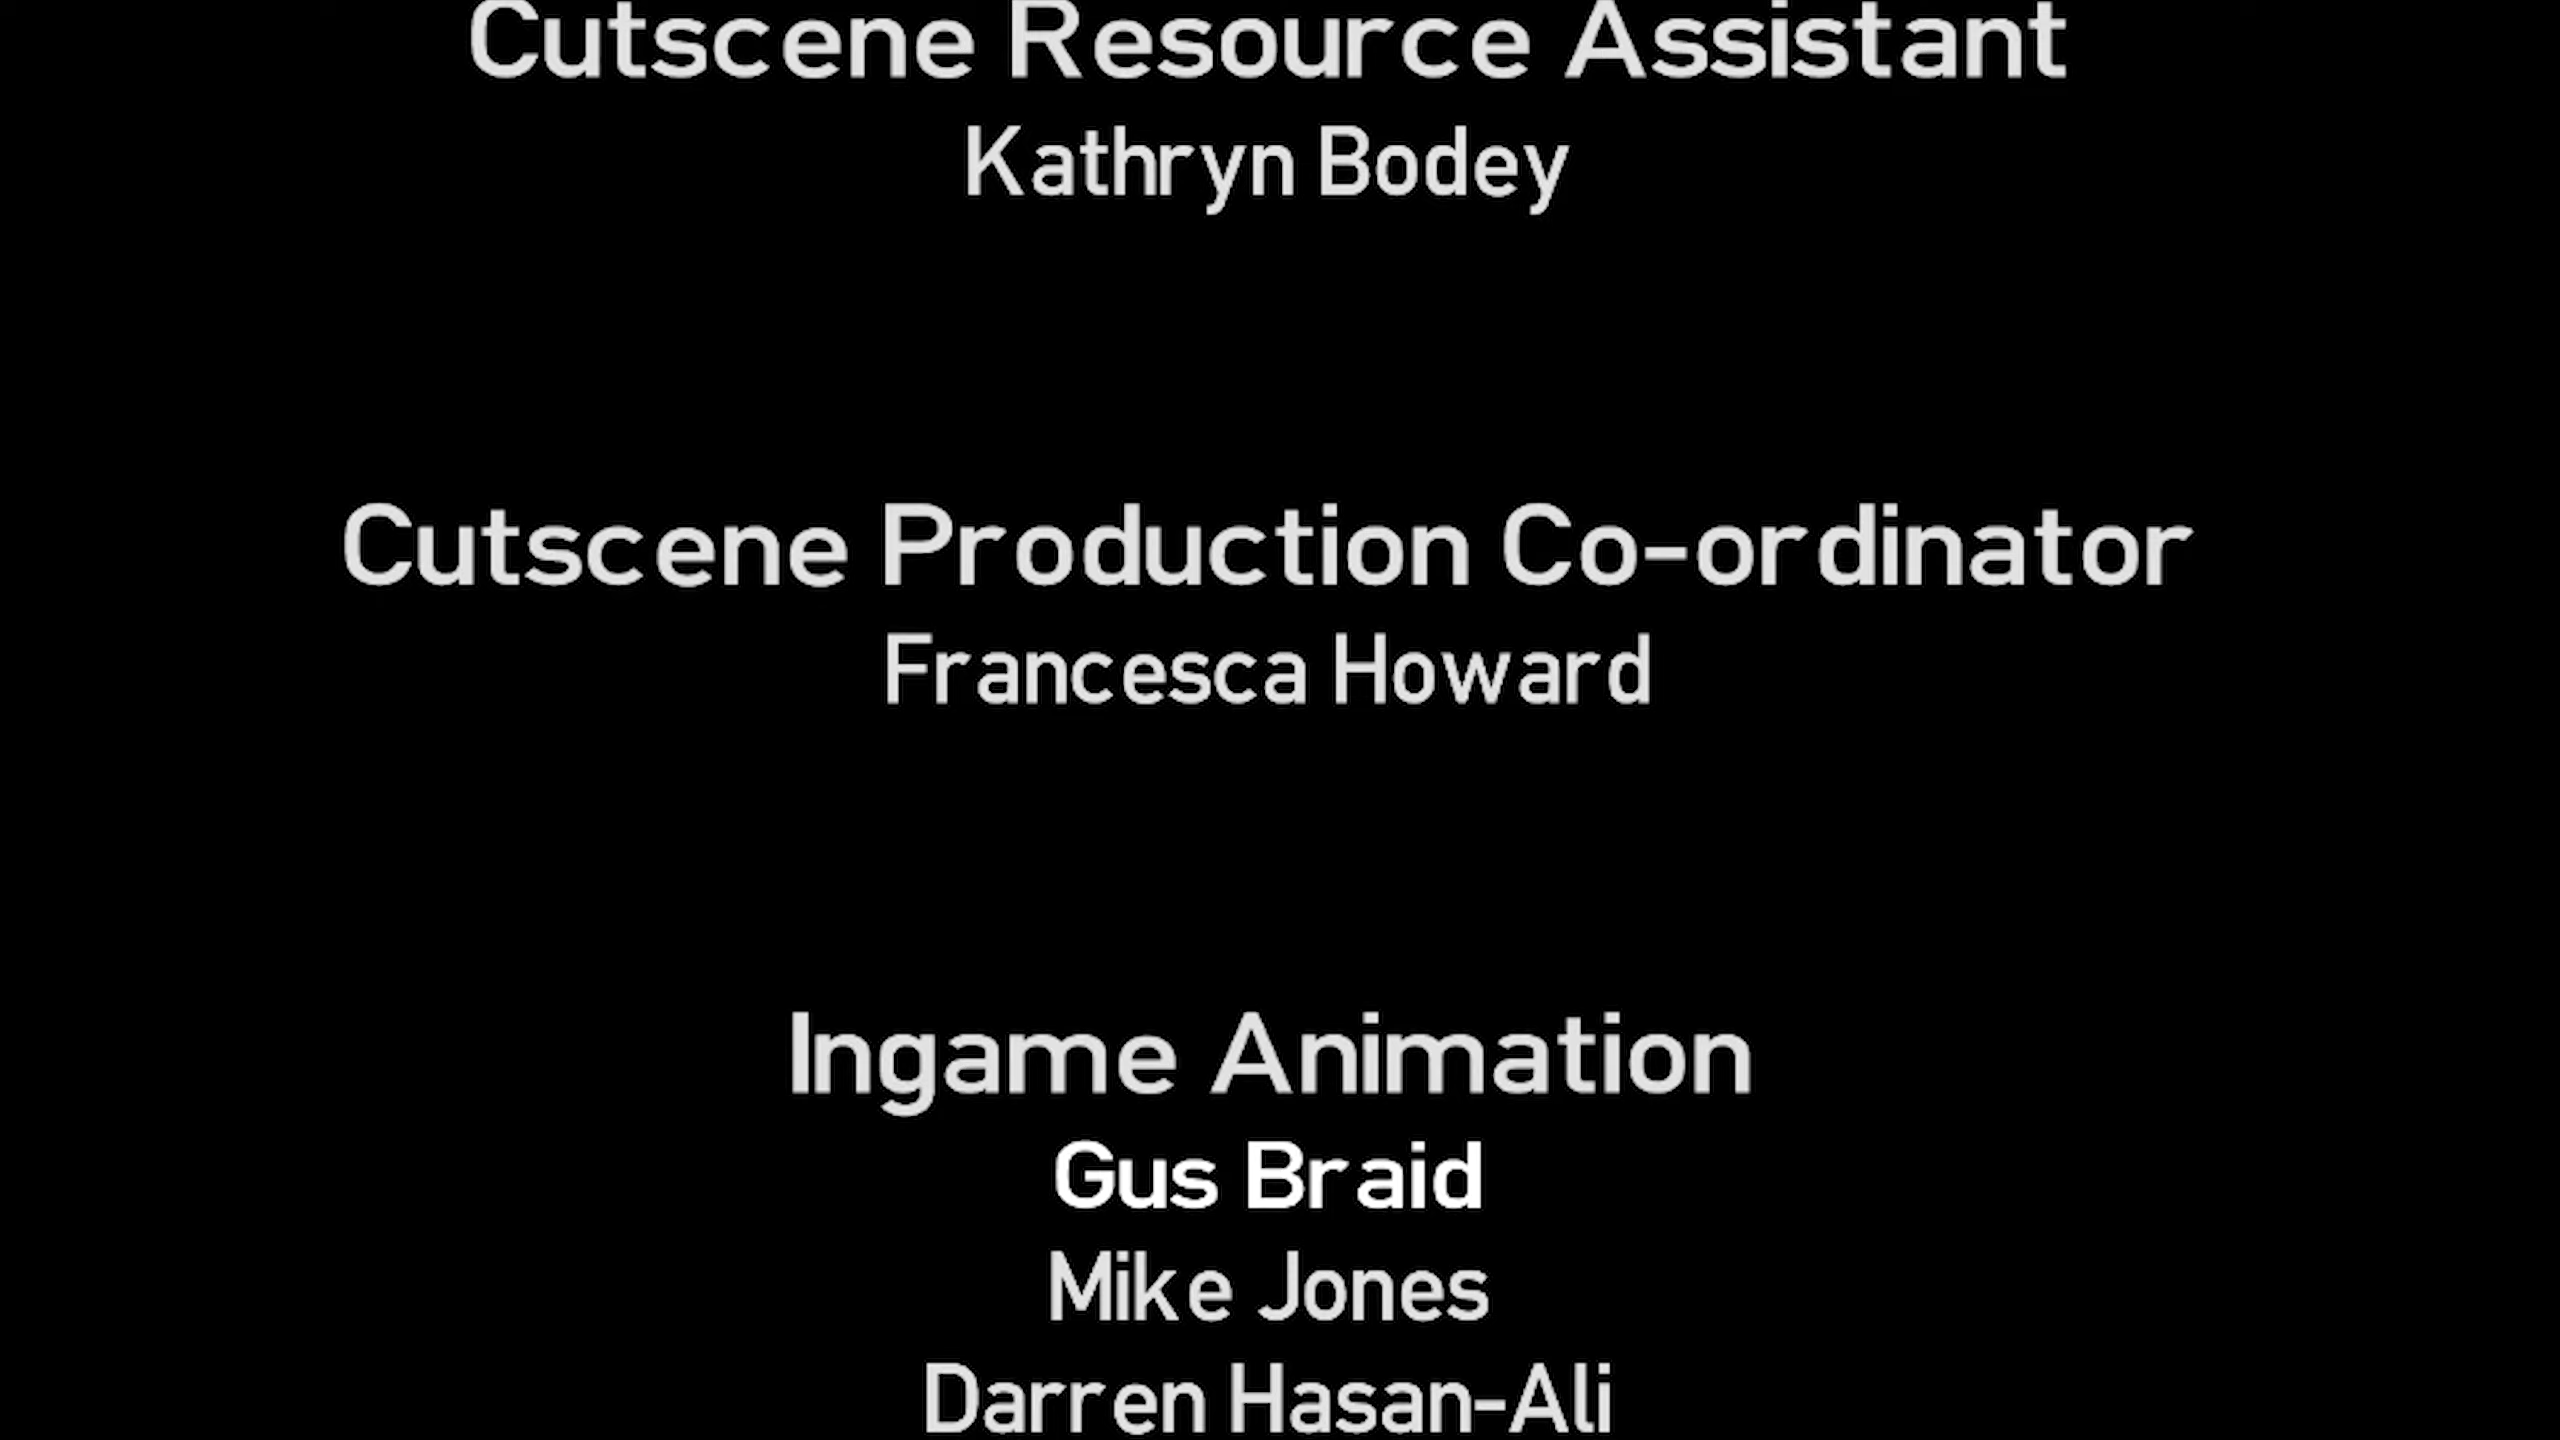 Cutscene Resource Assistant
Kathryn Bodey
Cutscene Production Co-ordinator
Francesca Howard
Ingame Animation
Gus Braid
Mike Jones
Darren Hasan-Ali